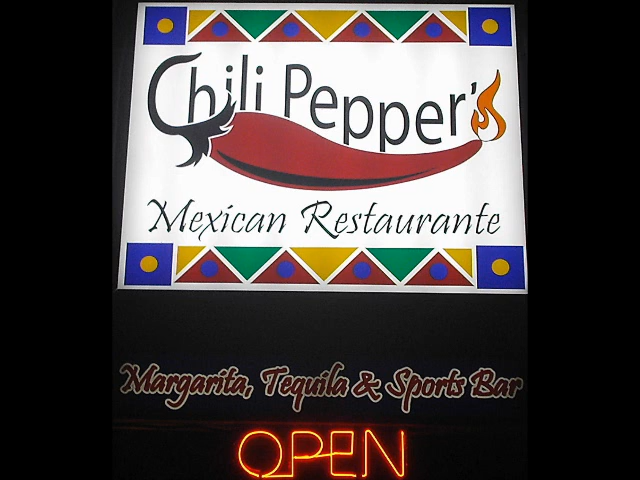 Chili Pepper's
Mexican Restaurante
Margarita, Tequila & Sports Bar
OPEN